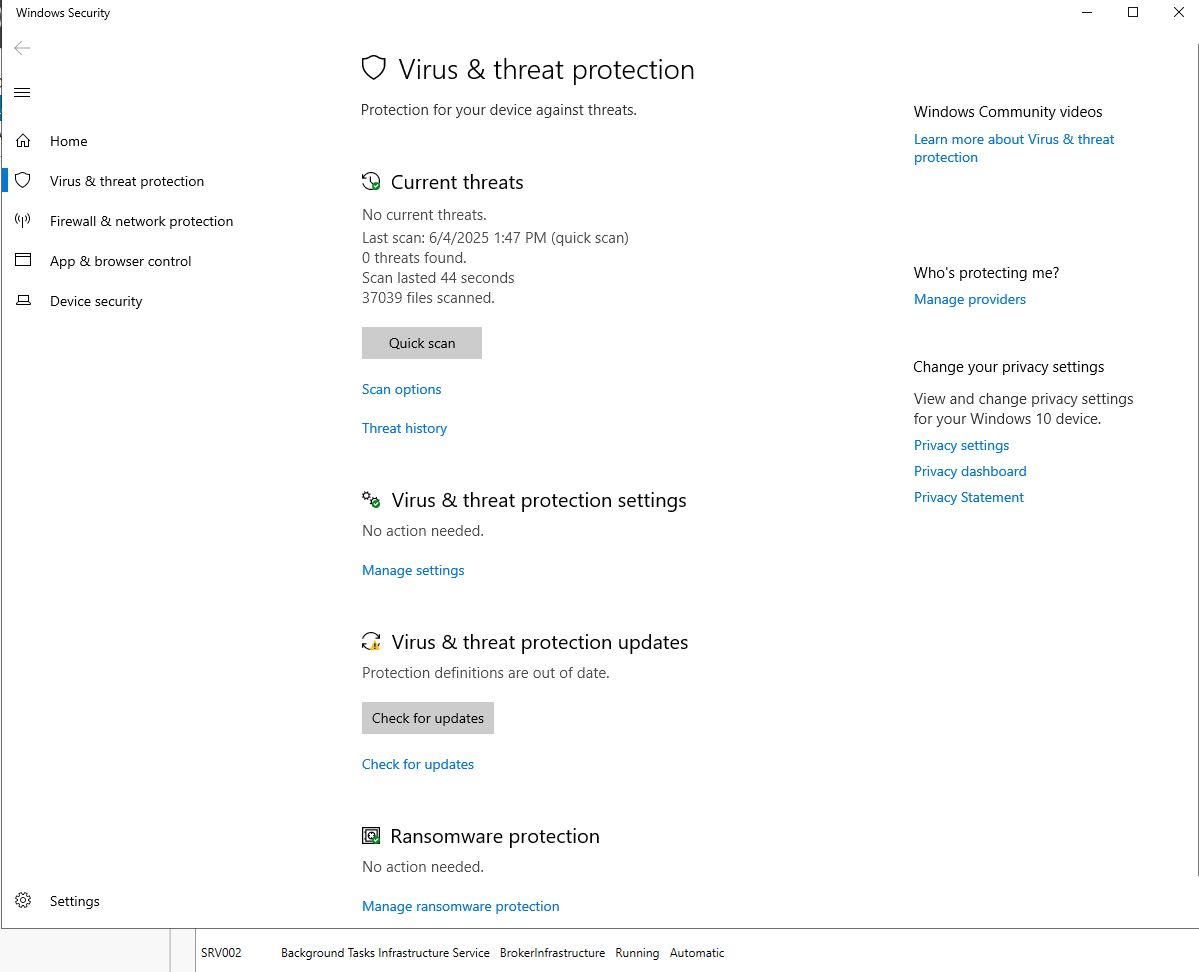 Windows Security
Home
Virus & threat protection
Firewall & network protection
App & browser control
Device security
Settings
Virus & threat protection
Protection for your device against threats.
Current threats
No current threats.
Last scan: 6/4/2025 1:47 PM (quick scan)
0 threats found.
Scan lasted 44 seconds
37039 files scanned.
Quick scan
Scan options
Threat history
Virus & threat protection settings
No action needed.
Manage settings
Virus & threat protection updates
Protection definitions are out of date.
Check for updates
Check for updates
Ransomware protection
No action needed.
Manage ransomware protection
Windows Community videos
Learn more about Virus & threat
protection
Who's protecting me?
Manage providers
Change your privacy settings
View and change privacy settings
for your Windows 10 device.
Privacy settings
Privacy dashboard
Privacy Statement
SRV002 Background Tasks Infrastructure Service BrokerInfrastructure Running Automatic